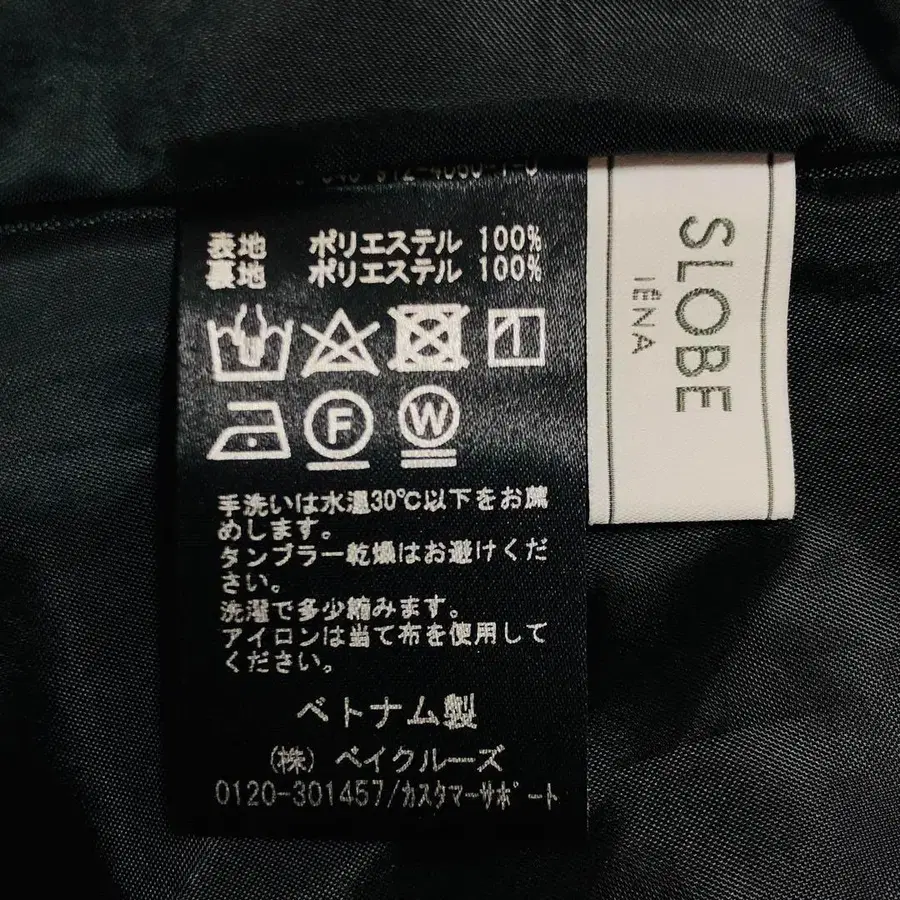 表地 ポリエステル 100%
裏地 ポリエステル 100%
F W
手洗いは水温30℃以下をお薦
めします。
タンブラー乾燥はお避けくだ
さい。
洗濯で多少縮みます。
アイロンは当て布を使用して
ください。
ベトナム製
(株) ベイクルーズ
0120-301457/カスタマーサポート
SLOBE
IÉNA